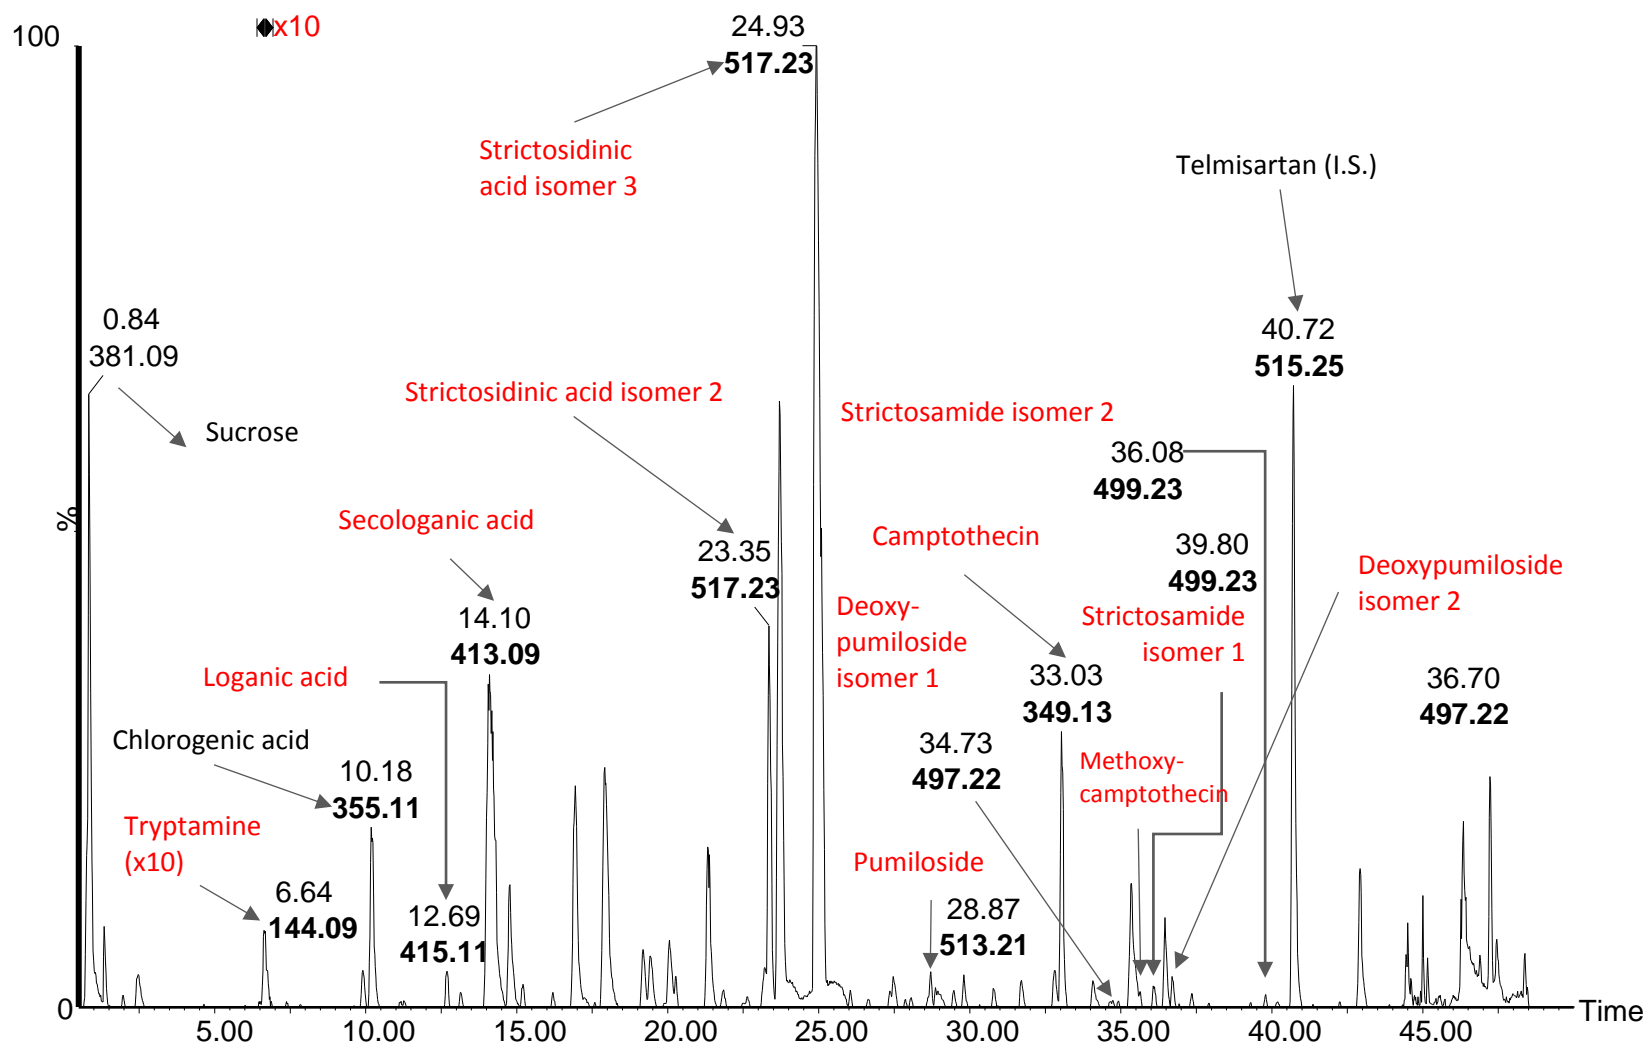 x10
100
24.93
517.23
Strictosidinic
acid isomer 3
Telmisartan (I.S.)
0.84
381.09
40.72
515.25
Sucrose
Strictosidinic acid isomer 2
Strictosamide isomer 2
36.08
499.23
%
Secologanic acid
23.35
517.23
Camptothecin
39.80
499.23
Deoxypumiloside
isomer 2
14.10
413.09
Deoxy-
pumiloside
isomer 1
Strictosamide
isomer 1
Loganic acid
33.03
349.13
36.70
497.22
Chlorogenic acid
10.18
355.11
34.73
497.22
Methoxy-
camptothecin
Tryptamine
(x10)
6.64
144.09
12.69
415.11
Pumiloside
28.87
513.21
0
5.00
10.00
15.00
20.00
25.00
30.00
35.00
40.00
45.00
Time